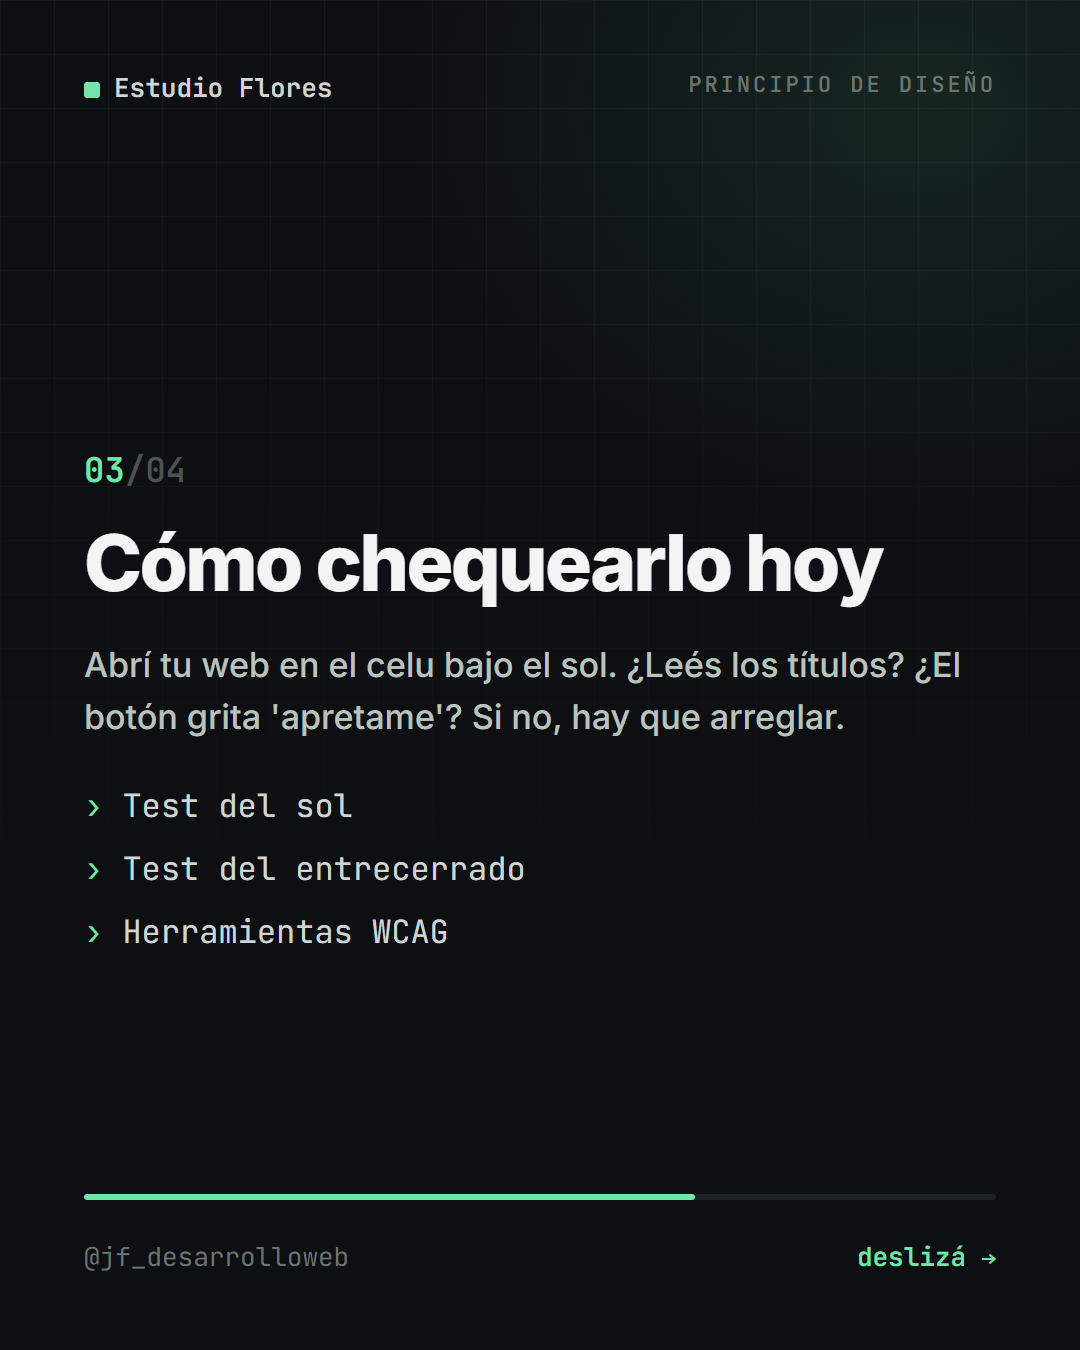 Estudio Flores
PRINCIPIO DE DISEÑO
03/04
Cómo chequearlo hoy
Abrí tu web en el celu bajo el sol. ¿Leés los títulos? ¿El
botón grita 'apretame'? Si no, hay que arreglar.
› Test del sol
› Test del entrecerrado
› Herramientas WCAG
@jf_desarrolloweb
deslizá →